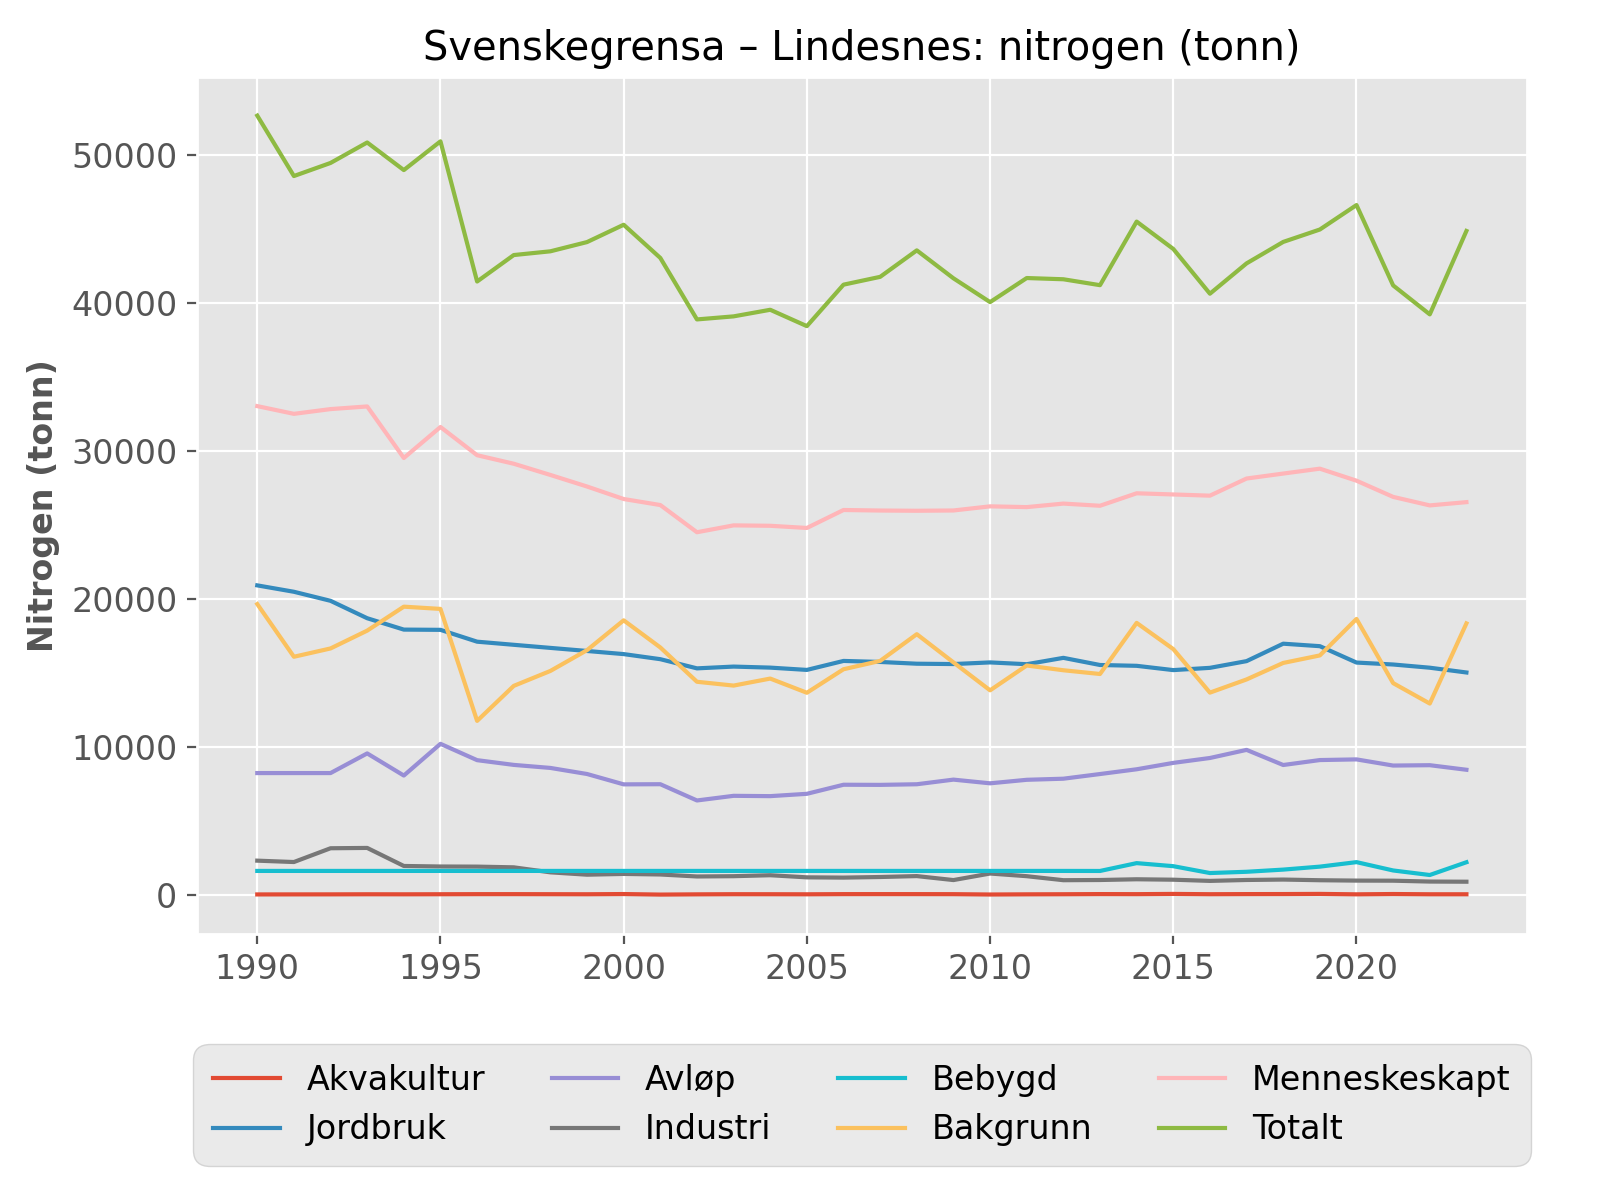 Svenskegrensa – Lindesnes: nitrogen (tonn)
Nitrogen (tonn)
50000
40000
30000
20000
10000
0
1990 1995 2000 2005 2010 2015 2020
Akvakultur Avløp Bebygd Menneskeskapt
Jordbruk Industri Bakgrunn Totalt